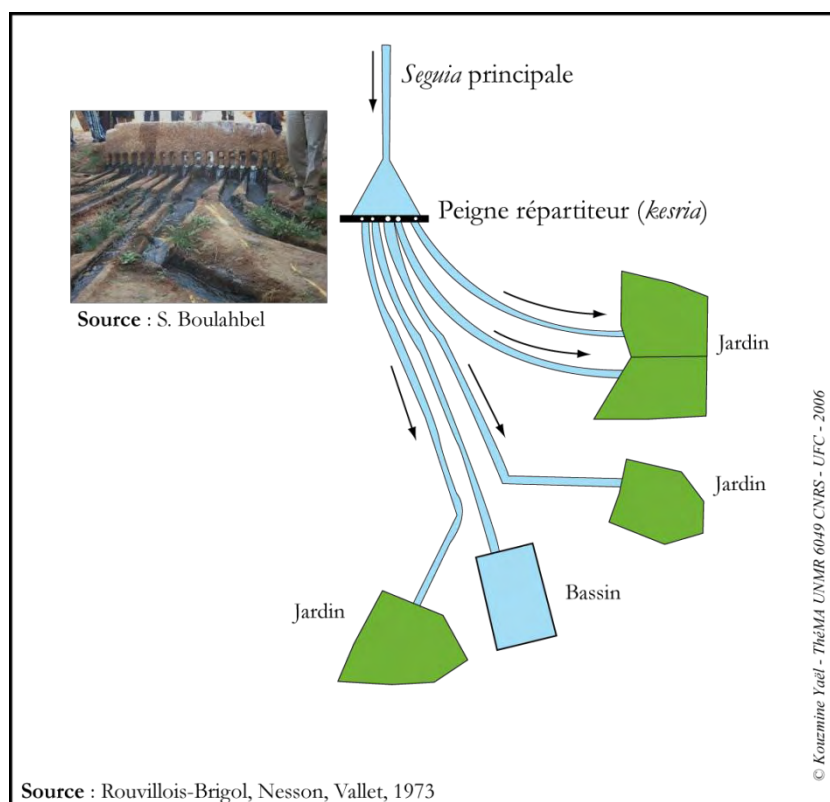 Seguia principale
Peigne répartiteur (kesria)
Source : S. Boulahbel
Jardin
Jardin
Bassin
Jardin
© Kouzmine Yaël - ThéMA UNMR 6049 CNRS - UFC - 2006
Source : Rouvillois-Brigol, Nesson, Vallet, 1973